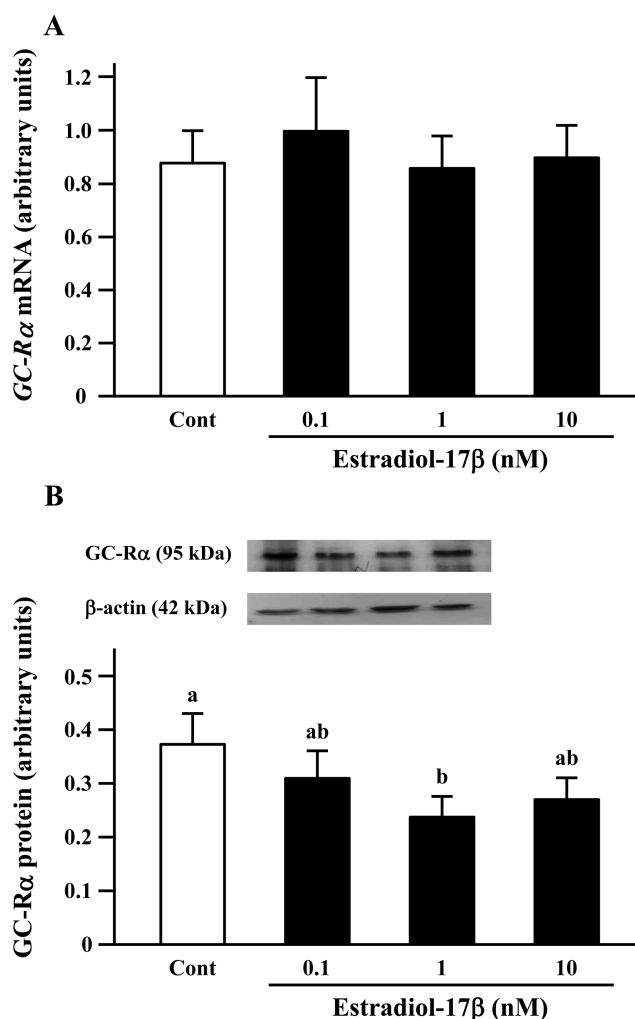 A
GC-Rα mRNA (arbitrary units)
1.2
1.0
0.8
0.6
0.4
0.2
0
Cont 0.1 1 10
Estradiol-17β (nM)
B
GC-Rα (95 kDa)
β-actin (42 kDa)
GC-Rα protein (arbitrary units)
0.5
0.4
0.3
0.2
0.1
0
a ab b ab
Cont 0.1 1 10
Estradiol-17β (nM)